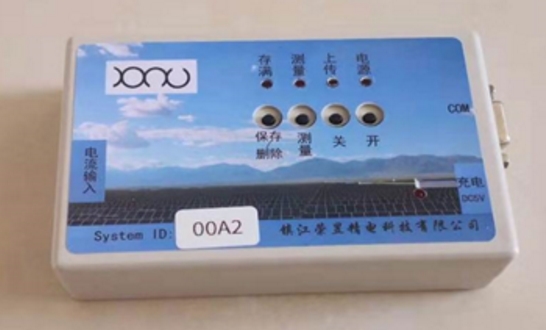 存满 测量 上传 电源
保存 测量 关 开
删除
COM
电流输入
充电
DC5V
System ID: 00A2
镇江荣昱精电科技有限公司